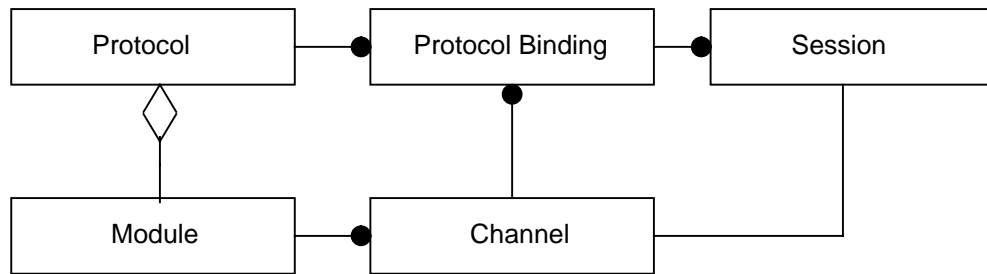 Protocol
Protocol Binding
Session
Module
Channel